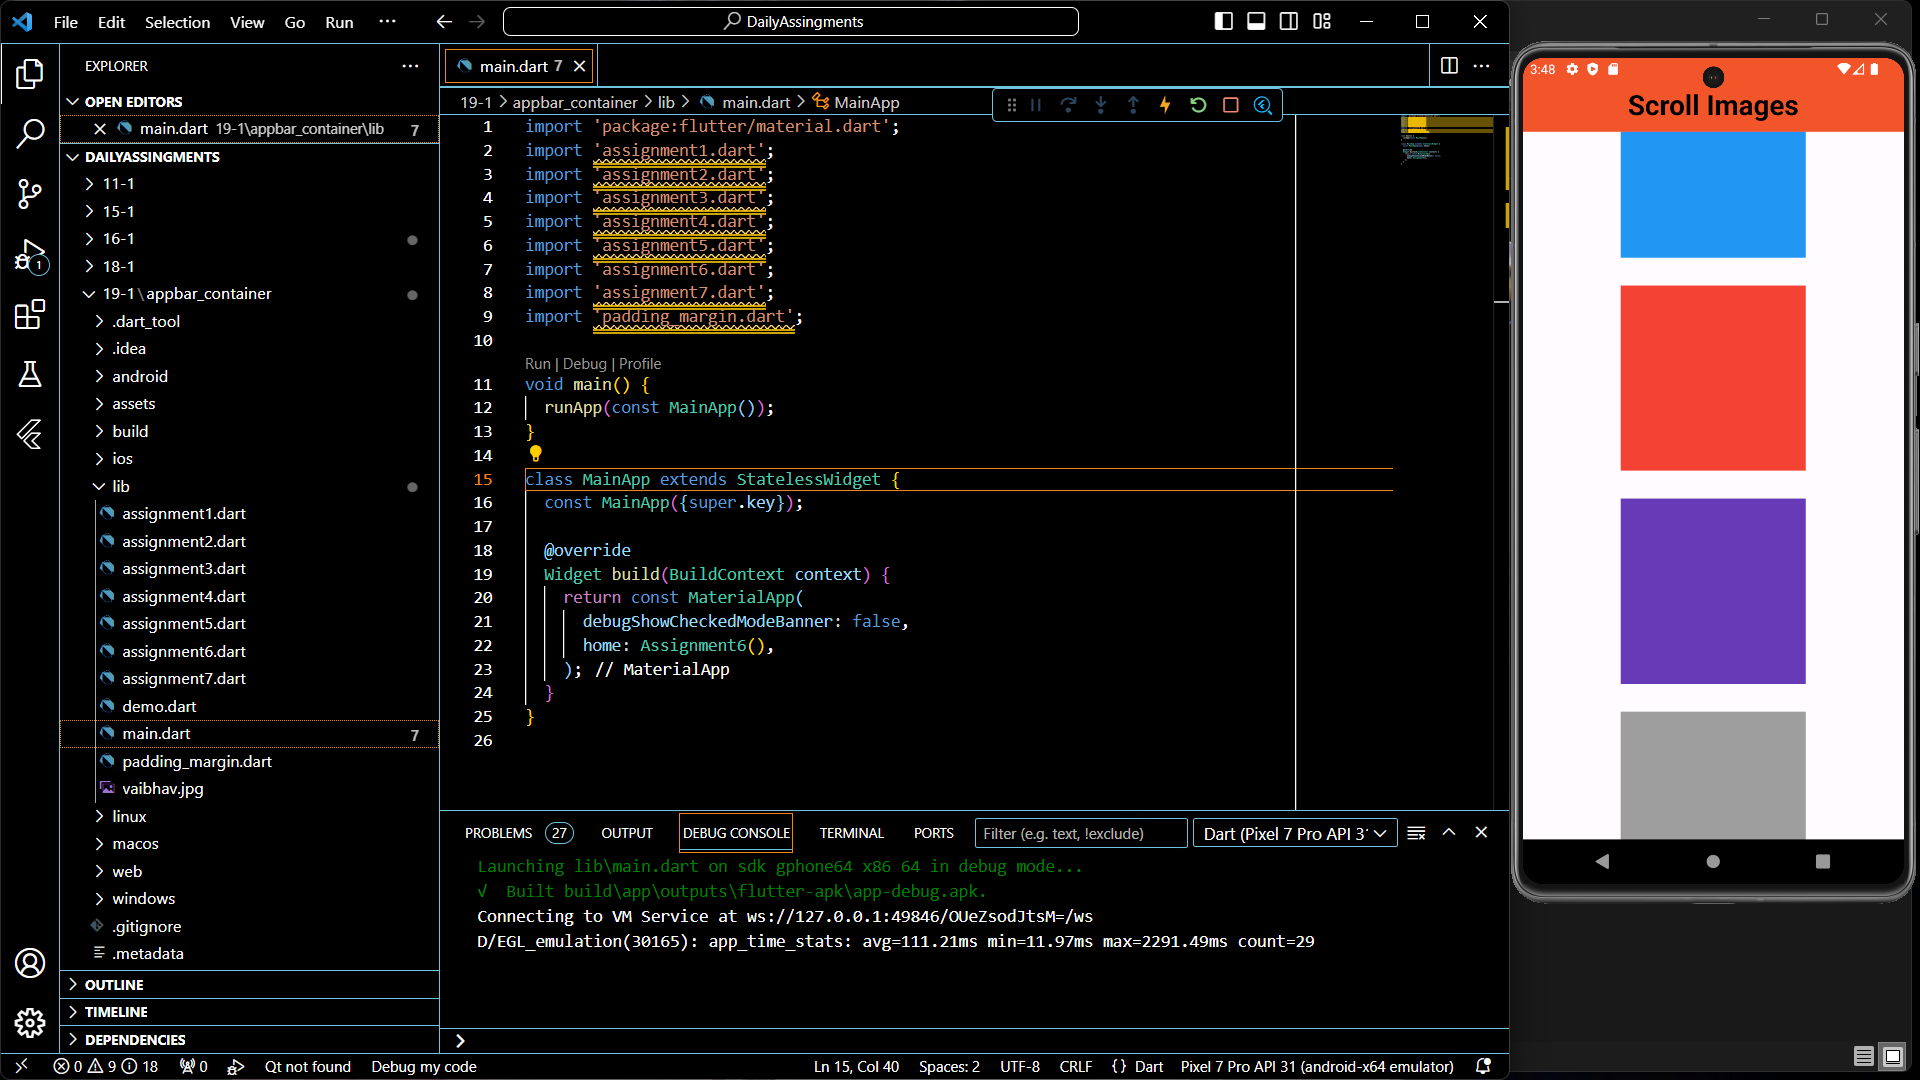 File Edit Selection View Go Run ...
DailyAssingments
EXPLORER
OPEN EDITORS
main.dart 19-1\appbar_container\lib 7
DAILYASSINGMENTS
11-1
15-1
16-1
18-1
19-1\appbar_container
.dart_tool
.idea
android
assets
build
ios
lib
assignment1.dart
assignment2.dart
assignment3.dart
assignment4.dart
assignment5.dart
assignment6.dart
assignment7.dart
demo.dart
main.dart 7
padding_margin.dart
vaibhav.jpg
linux
macos
web
windows
.gitignore
.metadata
OUTLINE
TIMELINE
DEPENDENCIES
1
main.dart 7
19-1 > appbar_container > lib > main.dart > MainApp
1 import 'package:flutter/material.dart';
2 import 'assignment1.dart';
3 import 'assignment2.dart';
4 import 'assignment3.dart';
5 import 'assignment4.dart';
6 import 'assignment5.dart';
7 import 'assignment6.dart';
8 import 'assignment7.dart';
9 import 'padding_margin.dart';
10
Run | Debug | Profile
11 void main() {
12 runApp(const MainApp());
13 }
14
15 class MainApp extends StatelessWidget {
16 const MainApp({super.key});
17
18 @override
19 Widget build(BuildContext context) {
20 return const MaterialApp(
21 debugShowCheckedModeBanner: false,
22 home: Assignment6(),
23 ); // MaterialApp
24 }
25 }
26
PROBLEMS 27 OUTPUT DEBUG CONSOLE TERMINAL PORTS Filter (e.g. text, !exclude) Dart (Pixel 7 Pro API 3
Launching lib\main.dart on sdk gphone64 x86 64 in debug mode...
√ Built build\app\outputs\flutter-apk\app-debug.apk.
Connecting to VM Service at ws://127.0.0.1:49846/OUeZsodJtsM=/ws
D/EGL_emulation(30165): app_time_stats: avg=111.21ms min=11.97ms max=2291.49ms count=29
0 9 18 0 Qt not found Debug my code Ln 15, Col 40 Spaces: 2 UTF-8 CRLF {} Dart Pixel 7 Pro API 31 (android-x64 emulator)
3:48
Scroll Images